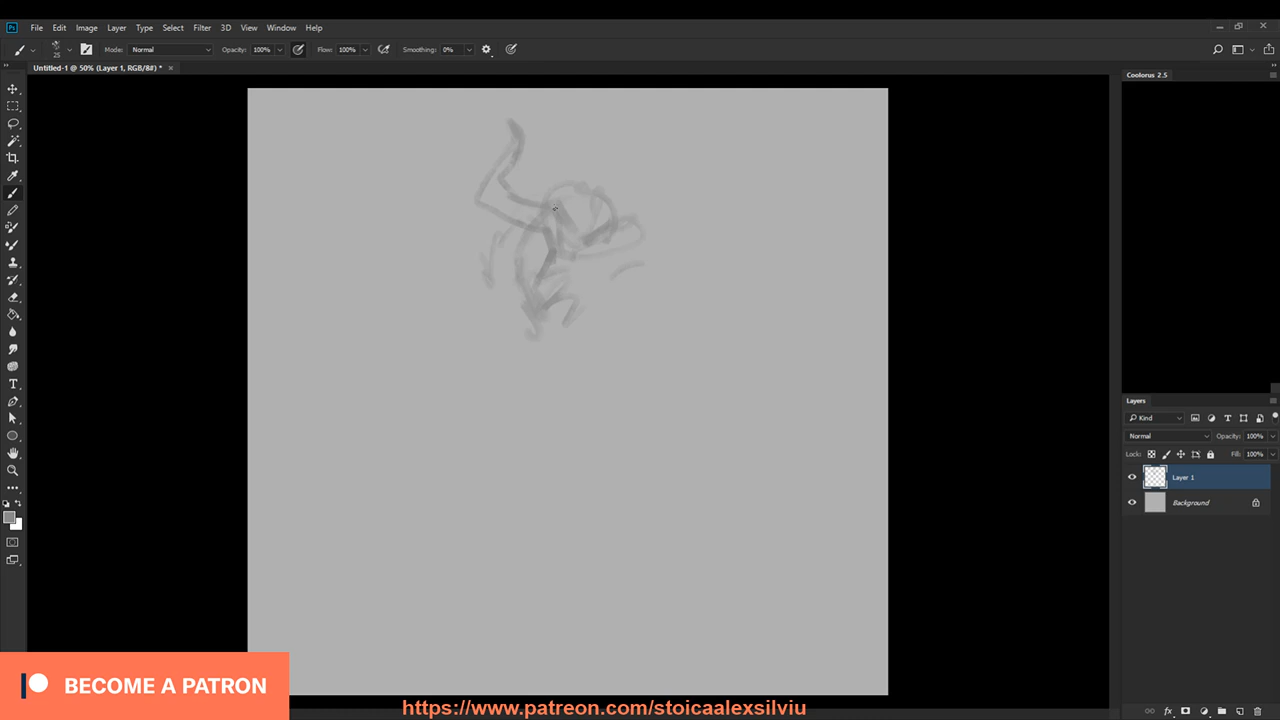 Ps File Edit Image Layer Type Select Filter 3D View Window Help
25 Mode: Normal Opacity: 100% Flow: 100% Smoothing: 0%
Untitled-1 @ 50% (Layer 1, RGB/8#) *
Coolorus 2.5
Layers
Kind
Normal Opacity: 100%
Lock: Fill: 100%
Layer 1
Background
BECOME A PATRON
https://www.patreon.com/stoicaalexsilviu